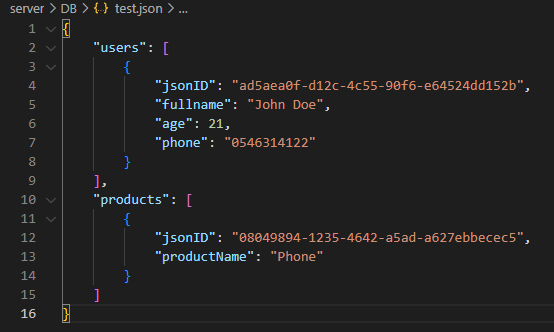 server > DB > {..} test.json > ...
1 {
2     "users": [
3         {
4             "jsonID": "ad5aea0f-d12c-4c55-90f6-e64524dd152b",
5             "fullname": "John Doe",
6             "age": 21,
7             "phone": "0546314122"
8         }
9     ],
10     "products": [
11         {
12             "jsonID": "08049894-1235-4642-a5ad-a627ebbecec5",
13             "productName": "Phone"
14         }
15     ]
16 }